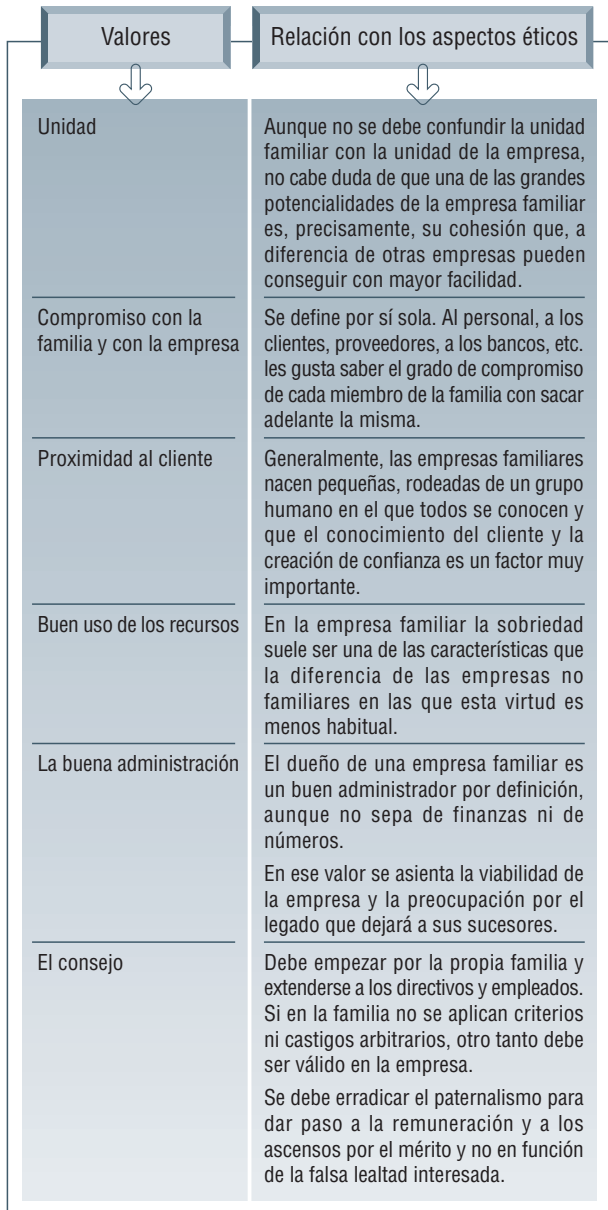 Valores
Relación con los aspectos éticos
Unidad
Aunque no se debe confundir la unidad
familiar con la unidad de la empresa,
no cabe duda de que una de las grandes
potencialidades de la empresa familiar
es, precisamente, su cohesión que, a
diferencia de otras empresas pueden
conseguir con mayor facilidad.
Compromiso con la
familia y con la empresa
Se define por sí sola. Al personal, a los
clientes, proveedores, a los bancos, etc.
les gusta saber el grado de compromiso
de cada miembro de la familia con sacar
adelante la misma.
Proximidad al cliente
Generalmente, las empresas familiares
nacen pequeñas, rodeadas de un grupo
humano en el que todos se conocen y
que el conocimiento del cliente y la
creación de confianza es un factor muy
importante.
Buen uso de los recursos
En la empresa familiar la sobriedad
suele ser una de las características que
la diferencia de las empresas no
familiares en las que esta virtud es
menos habitual.
La buena administración
El dueño de una empresa familiar es
un buen administrador por definición,
aunque no sepa de finanzas ni de
números.
En ese valor se asienta la viabilidad de
la empresa y la preocupación por el
legado que dejará a sus sucesores.
El consejo
Debe empezar por la propia familia y
extenderse a los directivos y empleados.
Si en la familia no se aplican criterios
ni castigos arbitrarios, otro tanto debe
ser válido en la empresa.
Se debe erradicar el paternalismo para
dar paso a la remuneración y a los
ascensos por el mérito y no en función
de la falsa lealtad interesada.